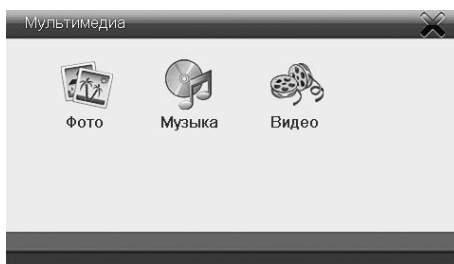 Мультимедиа
Фото Музыка Видео